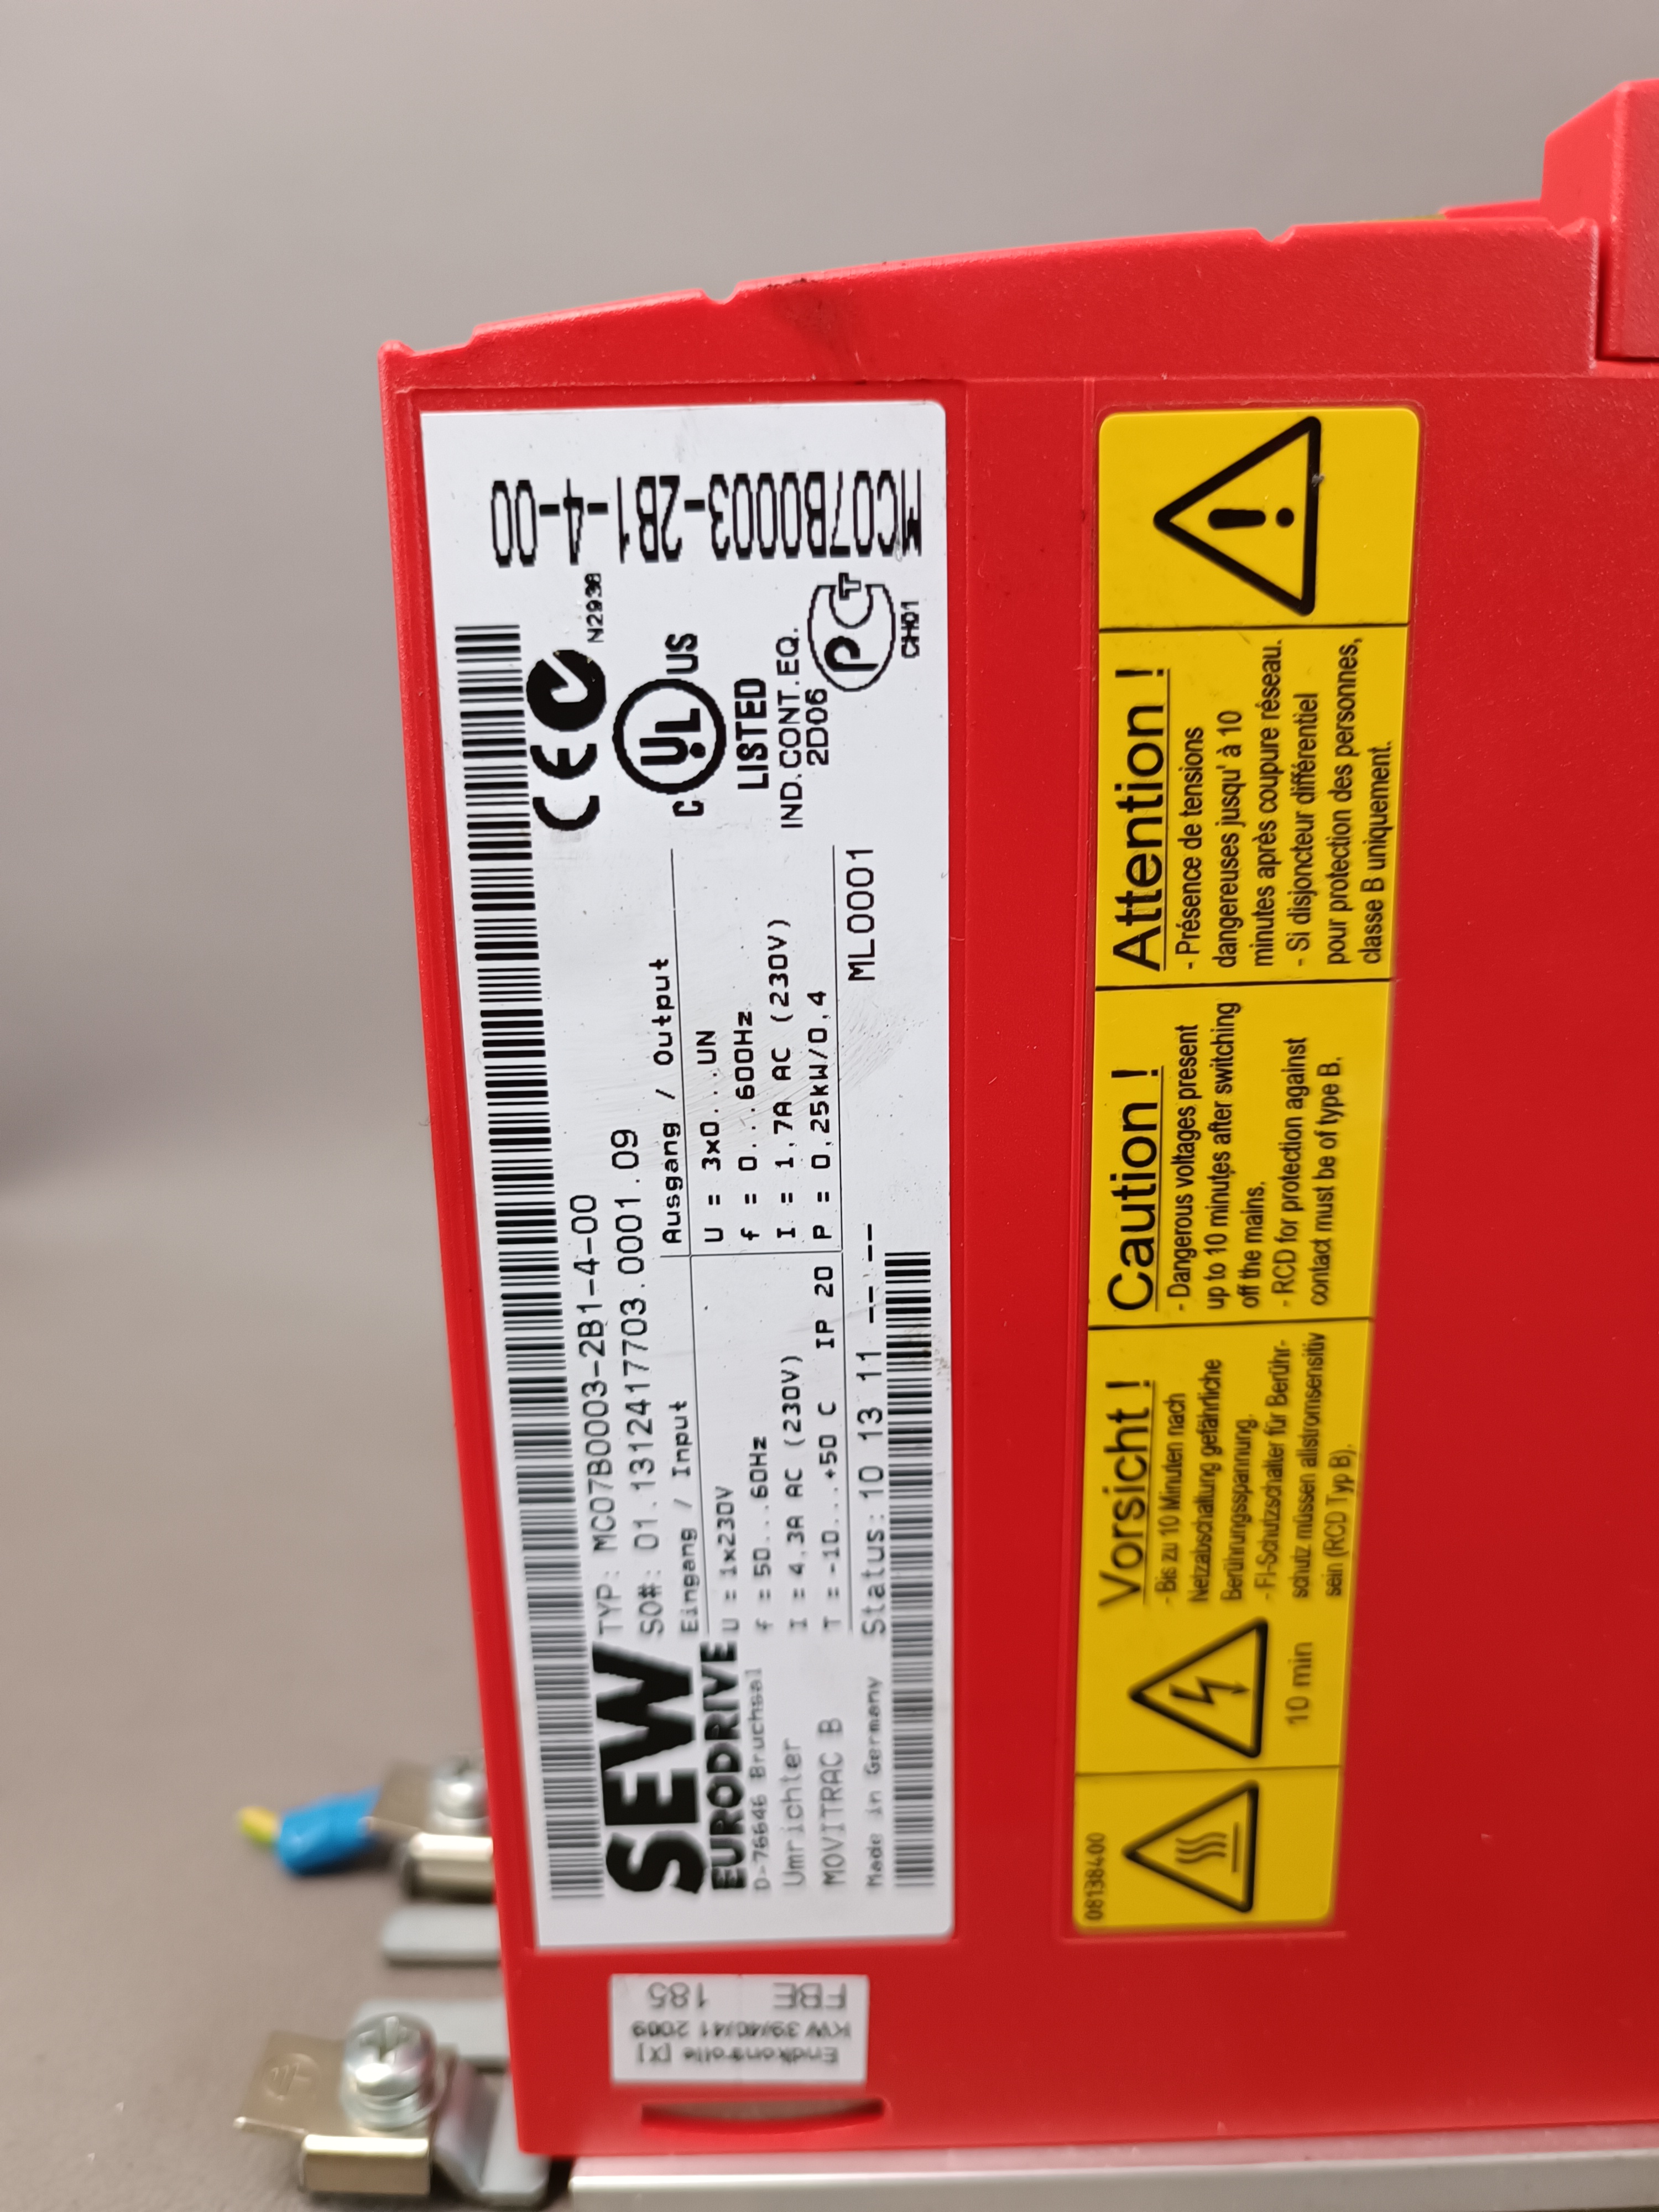 SEW
EURODRIVE
D-76646 Bruchsal
Umrichter
MOVITRAC B
Made in Germany
TYP: MC07B0003-2B1-4-00
SO#: 01.1312417703.0001.09
Eingang / Input
U = 1x230V
f = 50...60Hz
I = 4,3A AC (230V)
T = -10...+50 C IP 20
Ausgang / Output
U = 3x0...UN
f = 0...600Hz
I = 1,7A AC (230V)
P = 0,25kW/0,4
Status: 10 13 11 -- --
ML0001
CE
N2936
C UL US
LISTED
IND.CONT.EQ.
2D06
PCT
CH01
MC07B0003-2B1
-4-00
08138400
10 min
Vorsicht !
- Bis zu 10 Minuten nach
Netzabschaltung gefährliche
Berührungsspannung.
- FI-Schutzschalter für Berühr-
schutz müssen allstromsensitiv
sein (RCD Typ B).
Caution !
- Dangerous voltages present
up to 10 minutes after switching
off the mains.
- RCD for protection against
contact must be of type B.
Attention !
- Présence de tensions
dangereuses jusqu' à 10
minutes après coupure réseau.
- Si disjoncteur différentiel
pour protection des personnes,
classe B uniquement.
Endkontrolle [X]
KW 39/40/41 2009
FBE
185